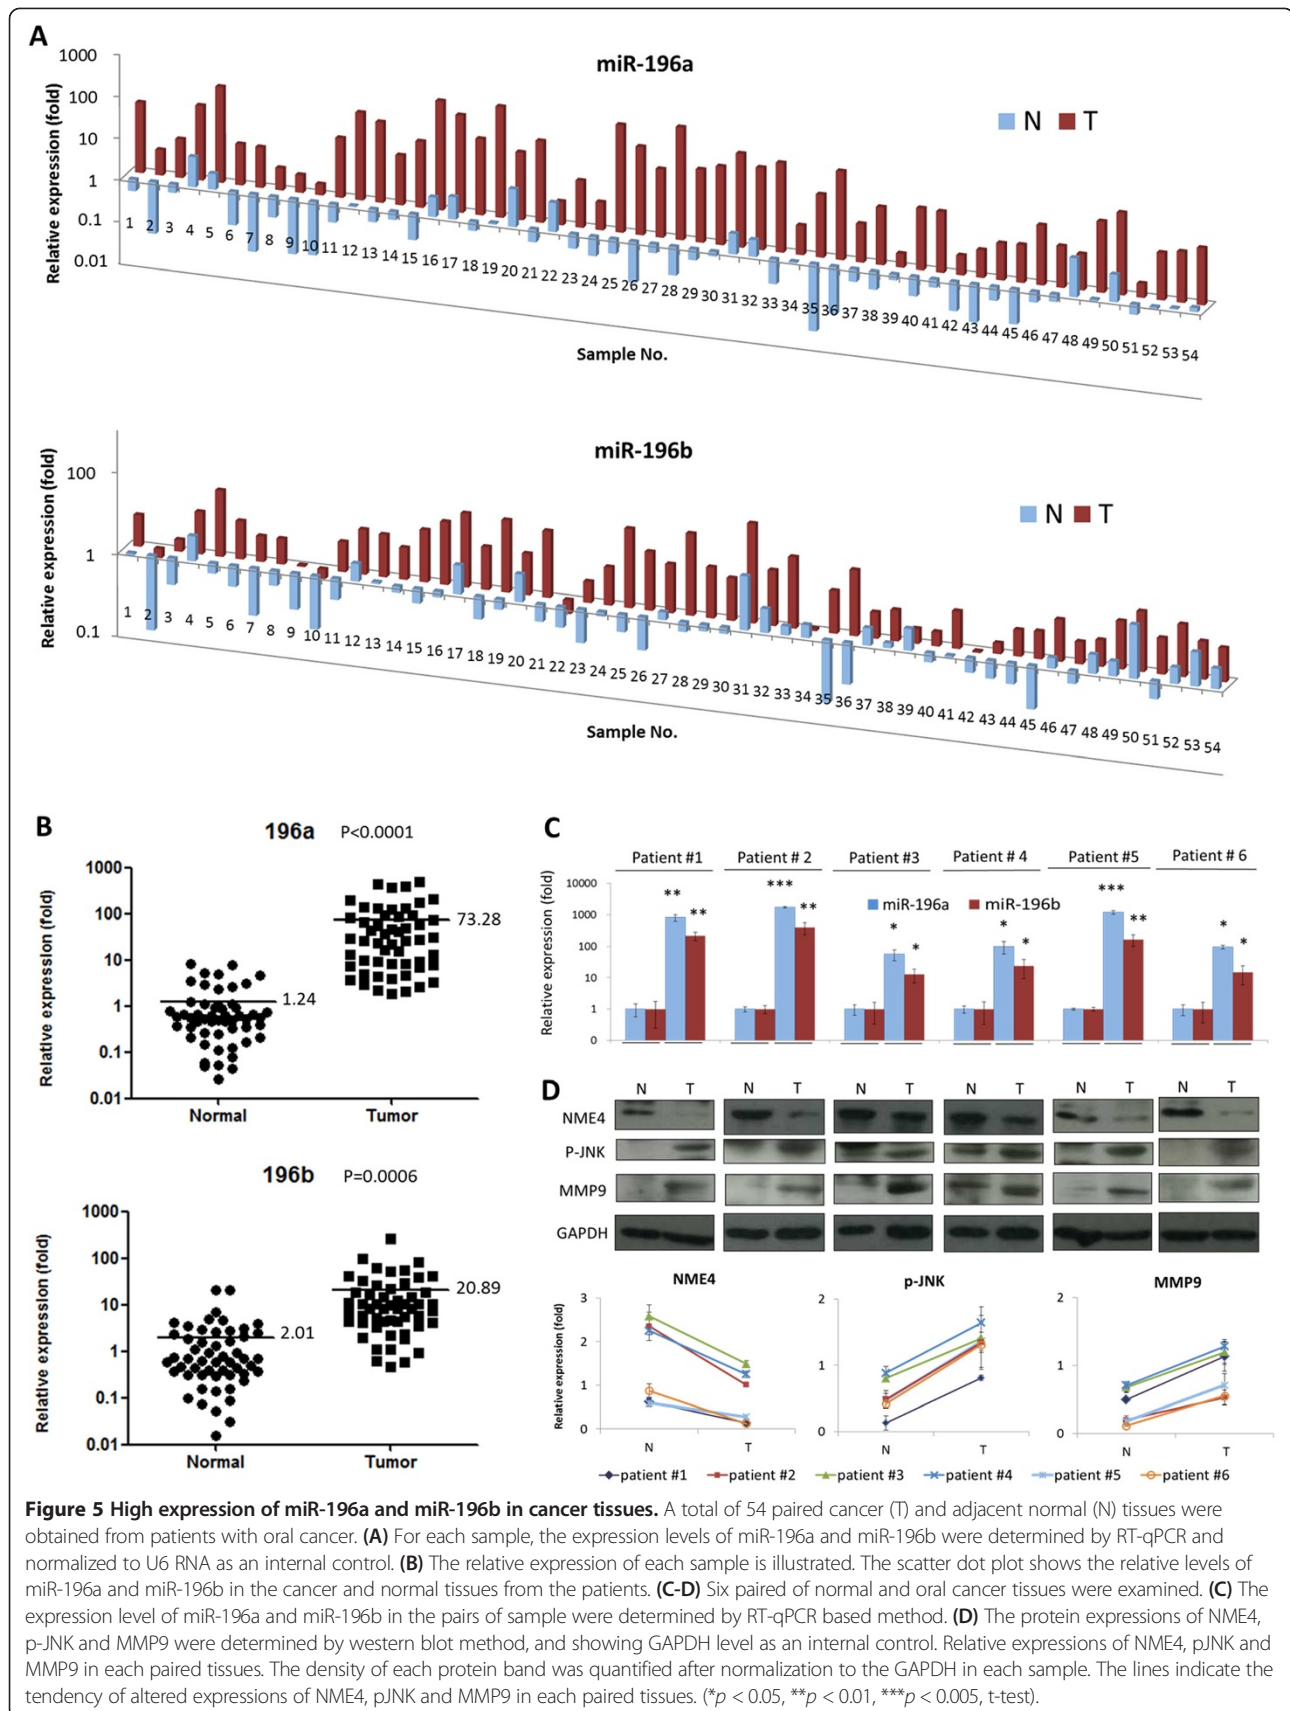 A
miR-196a
N T
Relative expression (fold)
1000
100
10
1
0.1
0.01
1 2 3 4 5 6 7 8 9 10 11 12 13 14 15 16 17 18 19 20 21 22 23 24 25 26 27 28 29 30 31 32 33 34 35 36 37 38 39 40 41 42 43 44 45 46 47 48 49 50 51 52 53 54
Sample No.
miR-196b
N T
Relative expression (fold)
100
1
0.1
1 2 3 4 5 6 7 8 9 10 11 12 13 14 15 16 17 18 19 20 21 22 23 24 25 26 27 28 29 30 31 32 33 34 35 36 37 38 39 40 41 42 43 44 45 46 47 48 49 50 51 52 53 54
Sample No.
B
196a P<0.0001
Relative expression (fold)
1000
100
10
1
0.1
0.01
1.24
73.28
Normal Tumor
196b P=0.0006
Relative expression (fold)
1000
100
10
1
0.1
0.01
2.01
20.89
Normal Tumor
C
Patient #1 Patient # 2 Patient #3 Patient # 4 Patient #5 Patient # 6
Relative expression (fold)
10000
1000
100
10
1
0
miR-196a miR-196b
** ** *** ** * * * * *** ** * *
D
N T N T N T N T N T N T
NME4
P-JNK
MMP9
GAPDH
NME4 p-JNK MMP9
Relative expression (fold)
3
2
1
0
N T
2
1
0
N T
2
1
0
N T
patient #1 patient #2 patient #3 patient #4 patient #5 patient #6
Figure 5 High expression of miR-196a and miR-196b in cancer tissues. A total of 54 paired cancer (T) and adjacent normal (N) tissues were
obtained from patients with oral cancer. (A) For each sample, the expression levels of miR-196a and miR-196b were determined by RT-qPCR and
normalized to U6 RNA as an internal control. (B) The relative expression of each sample is illustrated. The scatter dot plot shows the relative levels of
miR-196a and miR-196b in the cancer and normal tissues from the patients. (C-D) Six paired of normal and oral cancer tissues were examined. (C) The
expression level of miR-196a and miR-196b in the pairs of sample were determined by RT-qPCR based method. (D) The protein expressions of NME4,
p-JNK and MMP9 were determined by western blot method, and showing GAPDH level as an internal control. Relative expressions of NME4, pJNK and
MMP9 in each paired tissues. The density of each protein band was quantified after normalization to the GAPDH in each sample. The lines indicate the
tendency of altered expressions of NME4, pJNK and MMP9 in each paired tissues. (*p < 0.05, **p < 0.01, ***p < 0.005, t-test).